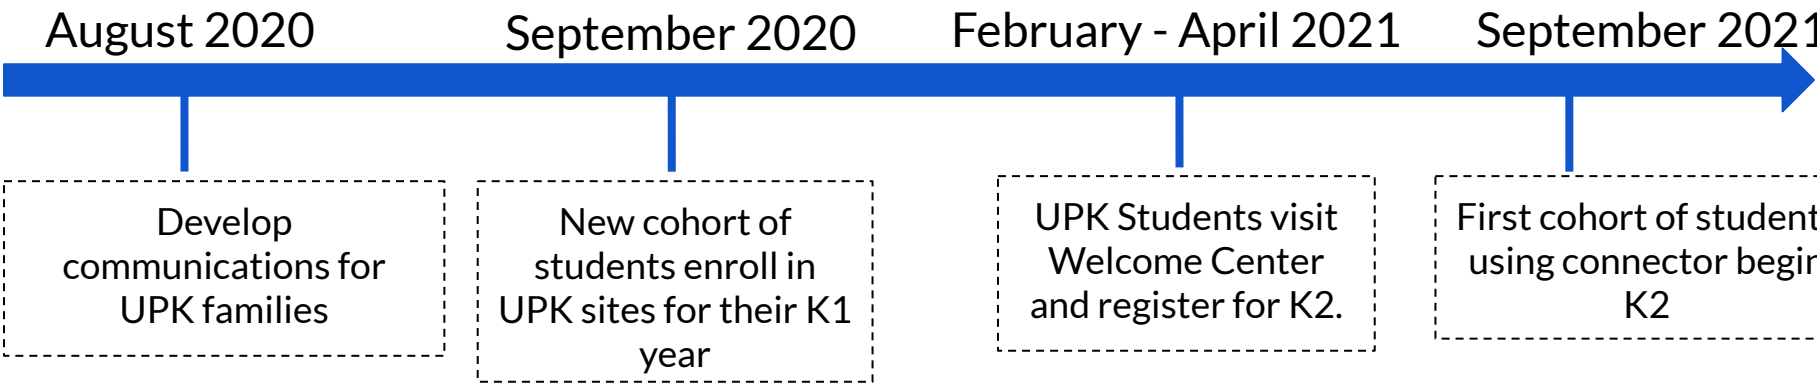 August 2020
September 2020
February - April 2021
September 2021
Develop
communications for
UPK families
New cohort of
students enroll in
UPK sites for their K1
year
UPK Students visit
Welcome Center
and register for K2.
First cohort of student
using connector begin
K2